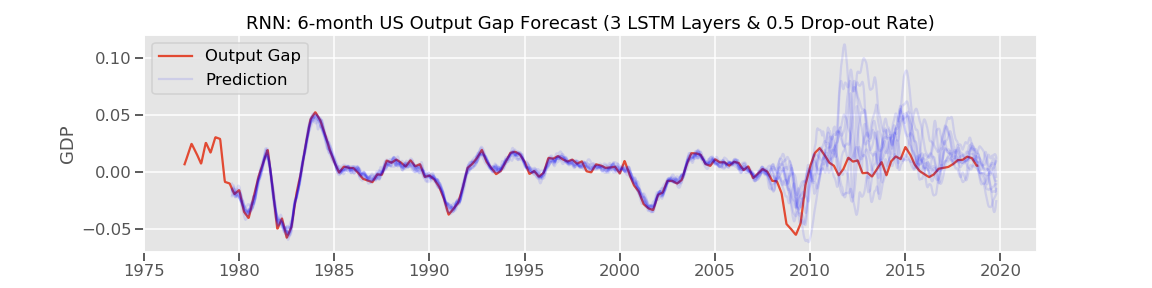 RNN: 6-month US Output Gap Forecast (3 LSTM Layers & 0.5 Drop-out Rate)
Output Gap
Prediction
GDP
0.10
0.05
0.00
−0.05
1975 1980 1985 1990 1995 2000 2005 2010 2015 2020